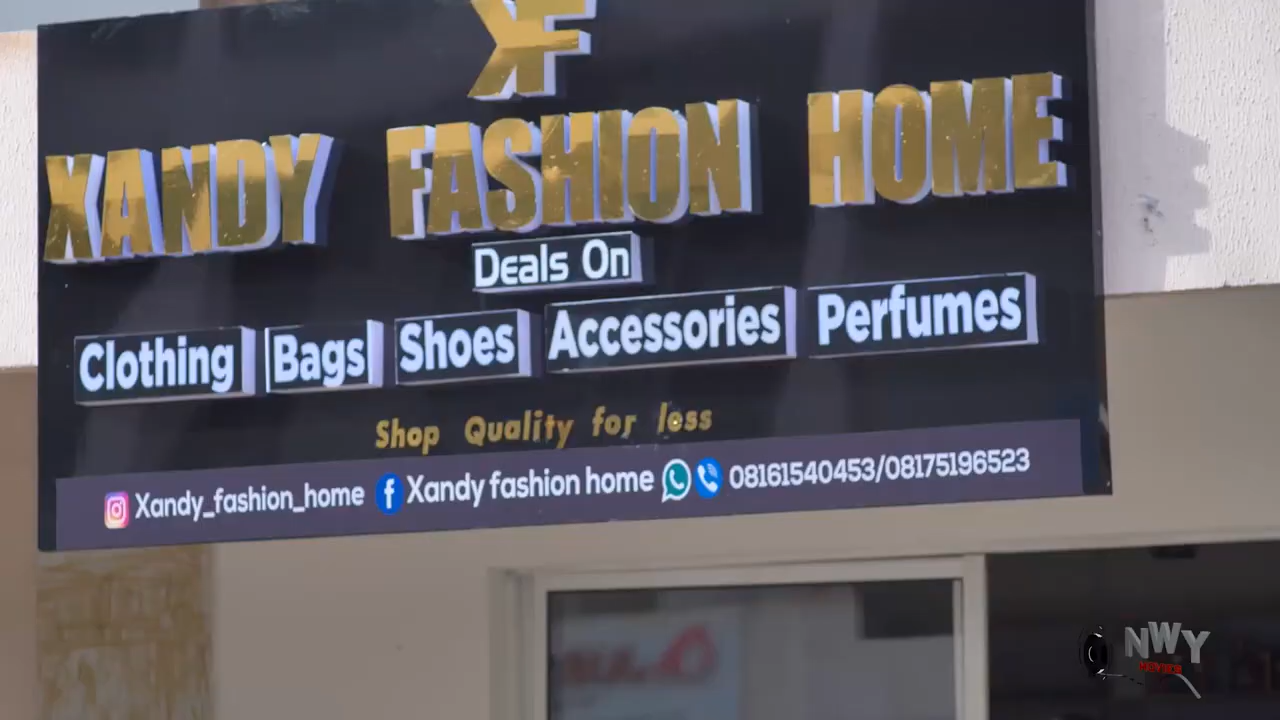 XF
XANDY FASHION HOME
Deals On
Clothing Bags Shoes Accessories Perfumes
Shop Quality for less
Xandy_fashion_home Xandy fashion home 08161540453/08175196523
NWY